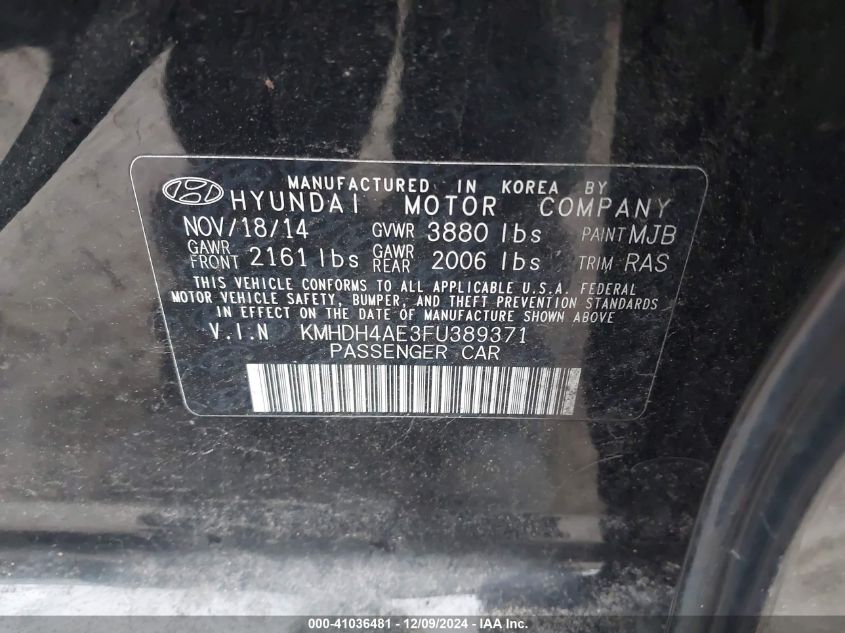 MANUFACTURED IN KOREA BY
HYUNDAI MOTOR COMPANY
NOV/18/14 GVWR 3880 lbs PAINT MJB
GAWR FRONT 2161 lbs GAWR REAR 2006 lbs TRIM RAS
THIS VEHICLE CONFORMS TO ALL APPLICABLE U.S.A. FEDERAL
MOTOR VEHICLE SAFETY, BUMPER, AND THEFT PREVENTION STANDARDS
IN EFFECT ON THE DATE OF MANUFACTURE SHOWN ABOVE
V.I.N KMHDH4AE3FU389371
PASSENGER CAR
000-41036481 - 12/09/2024 - IAA Inc.